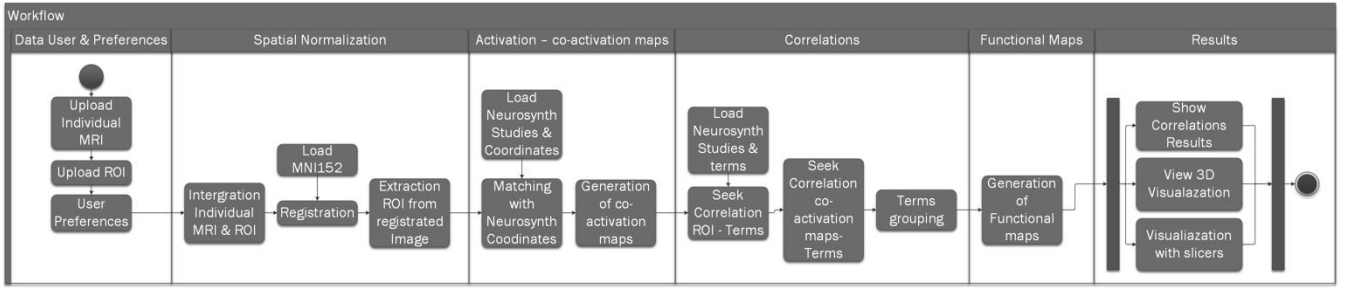 Workflow
Data User & Preferences
Spatial Normalization
Activation – co-activation maps
Correlations
Functional Maps
Results
Upload
Individual
MRI
Upload ROI
User
Preferences
Intergration
Individual
MRI & ROI
Load
MNI152
Registration
Extraction
ROI from
registrated
Image
Load
Neurosynth
Studies &
Coordinates
Matching
with
Neurosynth
Coodinates
Generation
of co-
activation
maps
Load
Neurosynth
Studies &
terms
Seek
Correlation
ROI - Terms
Seek
Correlation
co-
activation
maps-
Terms
Terms
grouping
Generation
of
Functional
maps
Show
Correlations
Results
View 3D
Visualazation
Visualiazation
with slicers